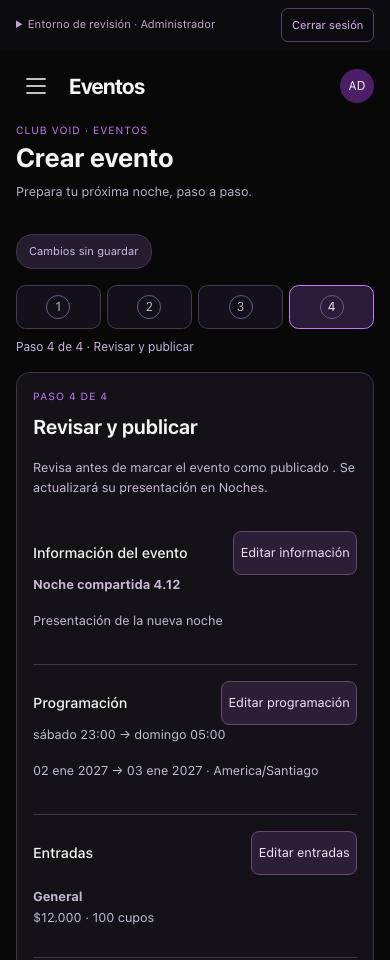 ▶ Entorno de revisión · Administrador
Cerrar sesión
Eventos
AD
CLUB VOID · EVENTOS
Crear evento
Prepara tu próxima noche, paso a paso.
Cambios sin guardar
1
2
3
4
Paso 4 de 4 · Revisar y publicar
PASO 4 DE 4
Revisar y publicar
Revisa antes de marcar el evento como publicado . Se
actualizará su presentación en Noches.
Información del evento
Editar información
Noche compartida 4.12
Presentación de la nueva noche
Programación
Editar programación
sábado 23:00 → domingo 05:00
02 ene 2027 → 03 ene 2027 · America/Santiago
Entradas
Editar entradas
General
$12.000 · 100 cupos